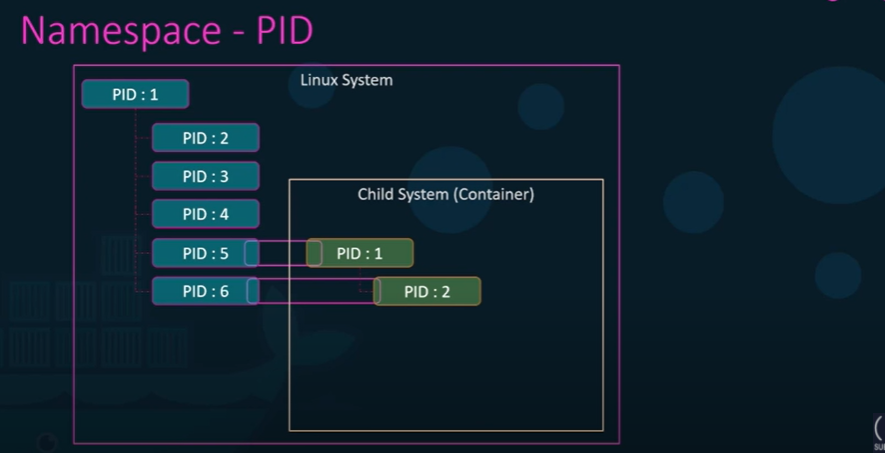 Namespace - PID
Linux System
PID : 1
PID : 2
PID : 3
PID : 4
PID : 5
PID : 6
Child System (Container)
PID : 1
PID : 2